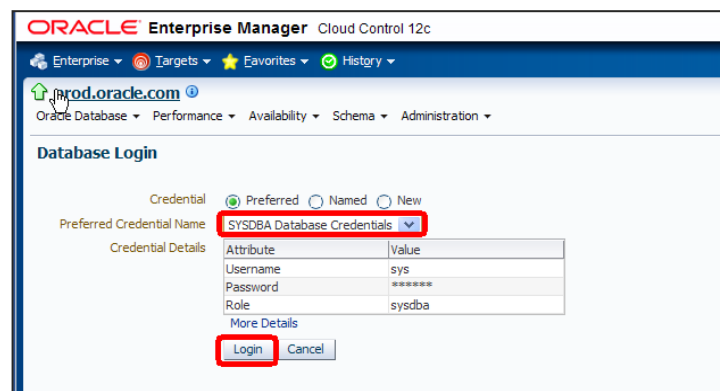 ORACLE Enterprise Manager Cloud Control 12c
Enterprise Targets Favorites History
prod.oracle.com
Oracle Database Performance Availability Schema Administration
Database Login
Credential Preferred Named New
Preferred Credential Name SYSDBA Database Credentials
Credential Details Attribute Value
Username sys
Password ******
Role sysdba
More Details
Login Cancel